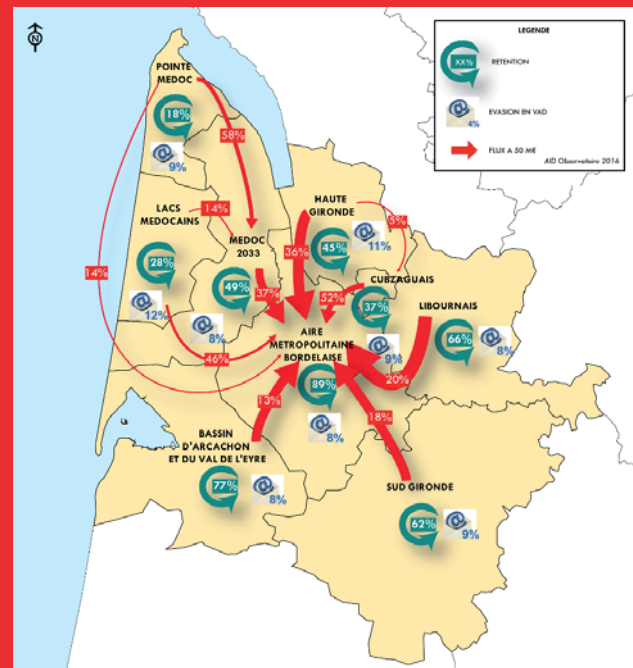 N
LEGENDE
XX%
RETENTION
4%
EVASION EN VAD
FLUX A 50 ME
AID Observatoire 2016
POINTE
MEDOC
18%
9%
58%
LACS
MEDOCAINS
14%
28%
12%
14%
MEDOC
2033
49%
8%
37%
46%
HAUTE
GIRONDE
5%
45%
11%
36%
CUBZAGUAIS
52%
37%
9%
LIBOURNAIS
66%
8%
20%
AIRE
METROPOLITAINE
BORDELAISE
89%
8%
13%
18%
BASSIN
D'ARCACHON
ET DU VAL DE L'EYRE
77%
8%
SUD GIRONDE
62%
9%